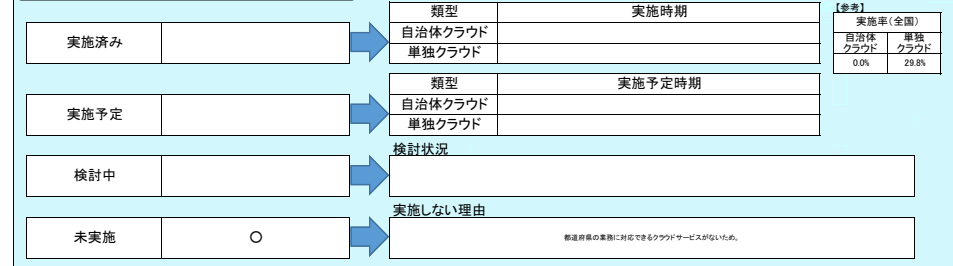 類型 実施時期
実施済み 自治体クラウド
単独クラウド
【参考】
実施率（全国）
自治体クラウド 単独クラウド
0.0% 29.8%
類型 実施予定時期
実施予定 自治体クラウド
単独クラウド
検討状況
検討中
実施しない理由
未実施 ○ 都道府県の業務に対応できるクラウドサービスがないため。